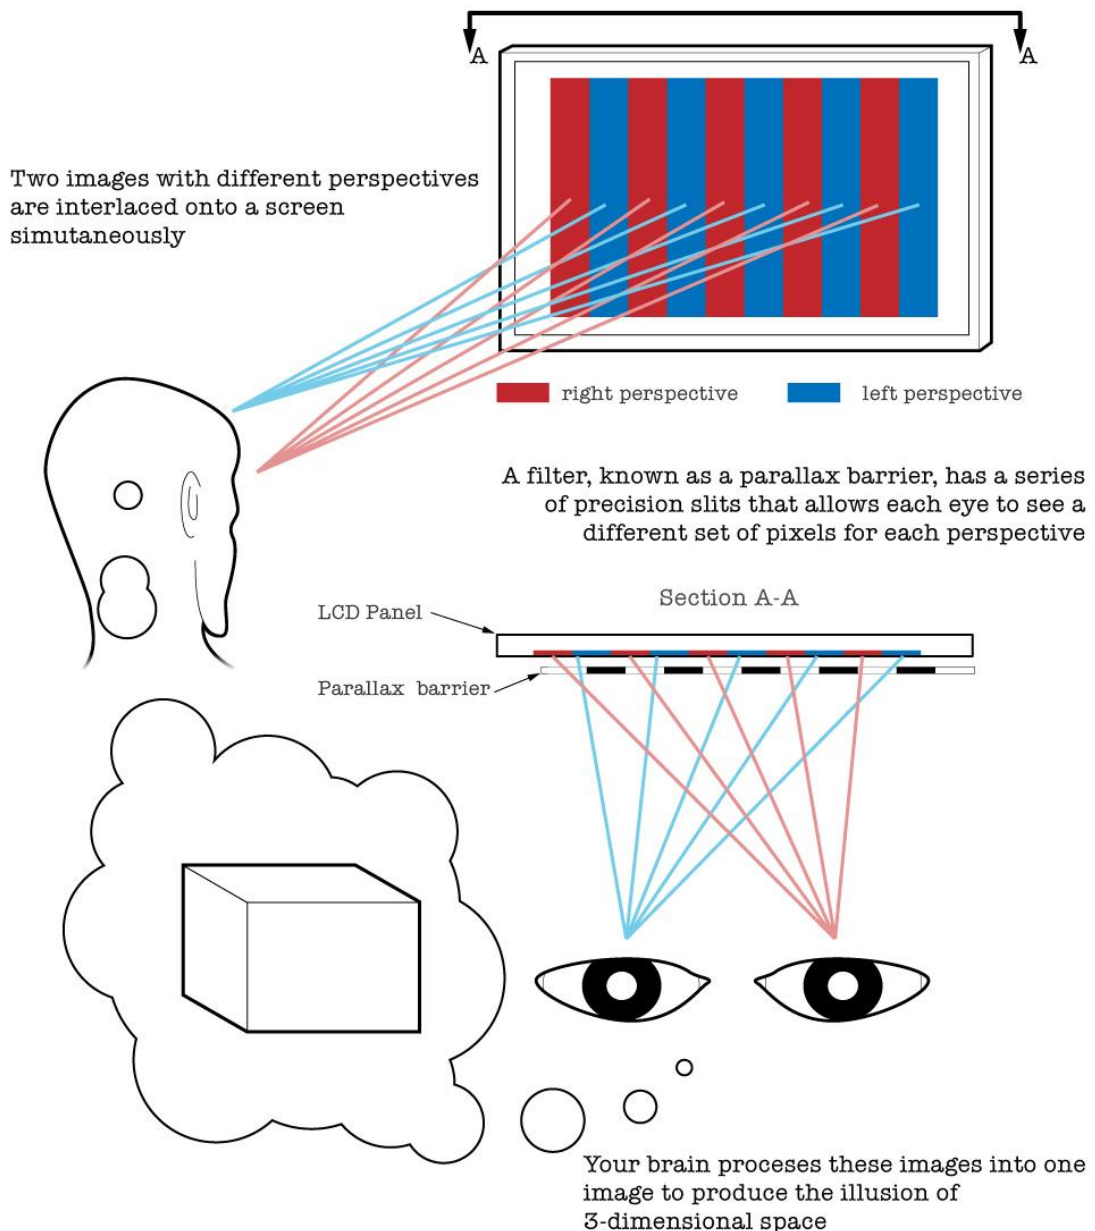 A
A
Two images with different perspectives
are interlaced onto a screen
simutaneously
right perspective
left perspective
A filter, known as a parallax barrier, has a series
of precision slits that allows each eye to see a
different set of pixels for each perspective
Section A-A
LCD Panel
Parallax barrier
Your brain proceses these images into one
image to produce the illusion of
3-dimensional space